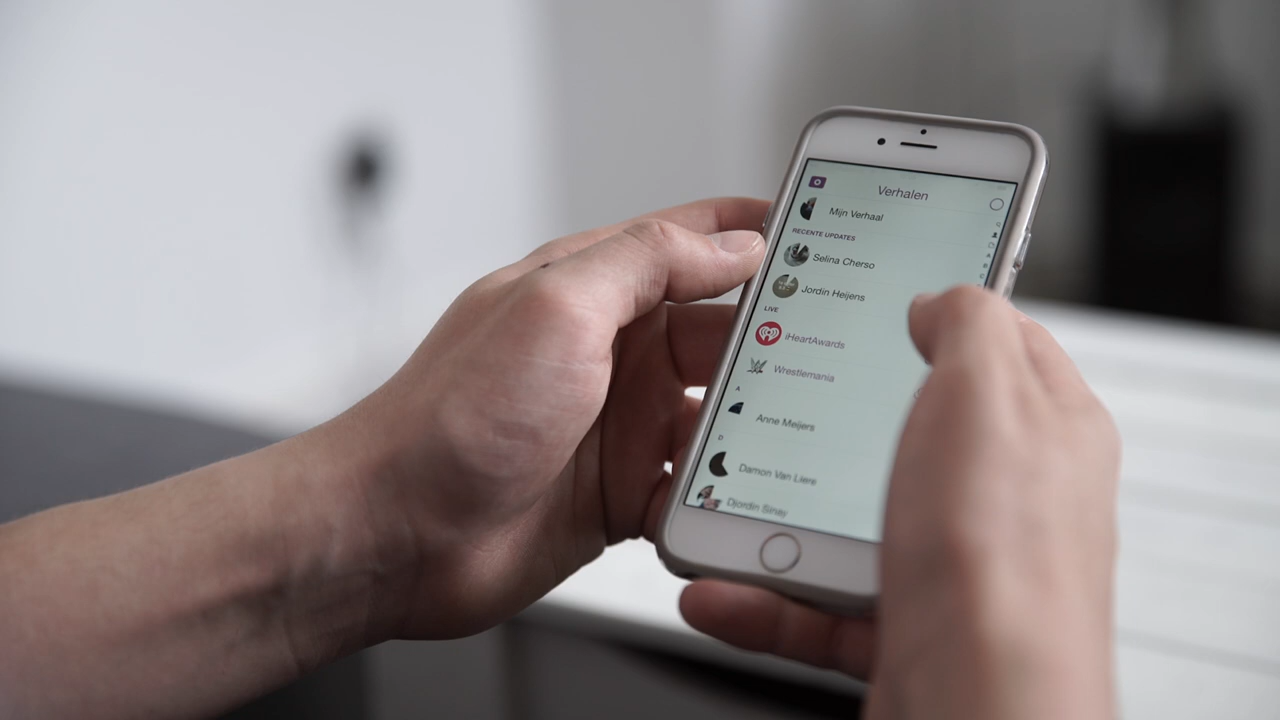 Verhalen
Mijn Verhaal
RECENTE UPDATES
Selina Cherso
Jordin Heijens
LIVE
iHeartAwards
Wrestlemania
A
Anne Meijers
D
Damon Van Liere
Djordin Sinay